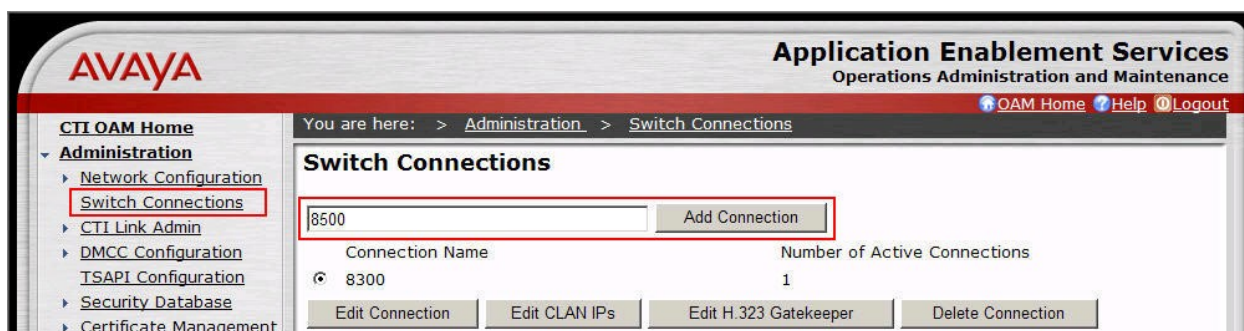 AVAYA
Application Enablement Services
Operations Administration and Maintenance
OAM Home Help Logout
CTI OAM Home
You are here: > Administration > Switch Connections
Administration
Network Configuration
Switch Connections
CTI Link Admin
DMCC Configuration
TSAPI Configuration
Security Database
Certificate Management
Switch Connections
8500 Add Connection
Connection Name Number of Active Connections
8300 1
Edit Connection Edit CLAN IPs Edit H.323 Gatekeeper Delete Connection